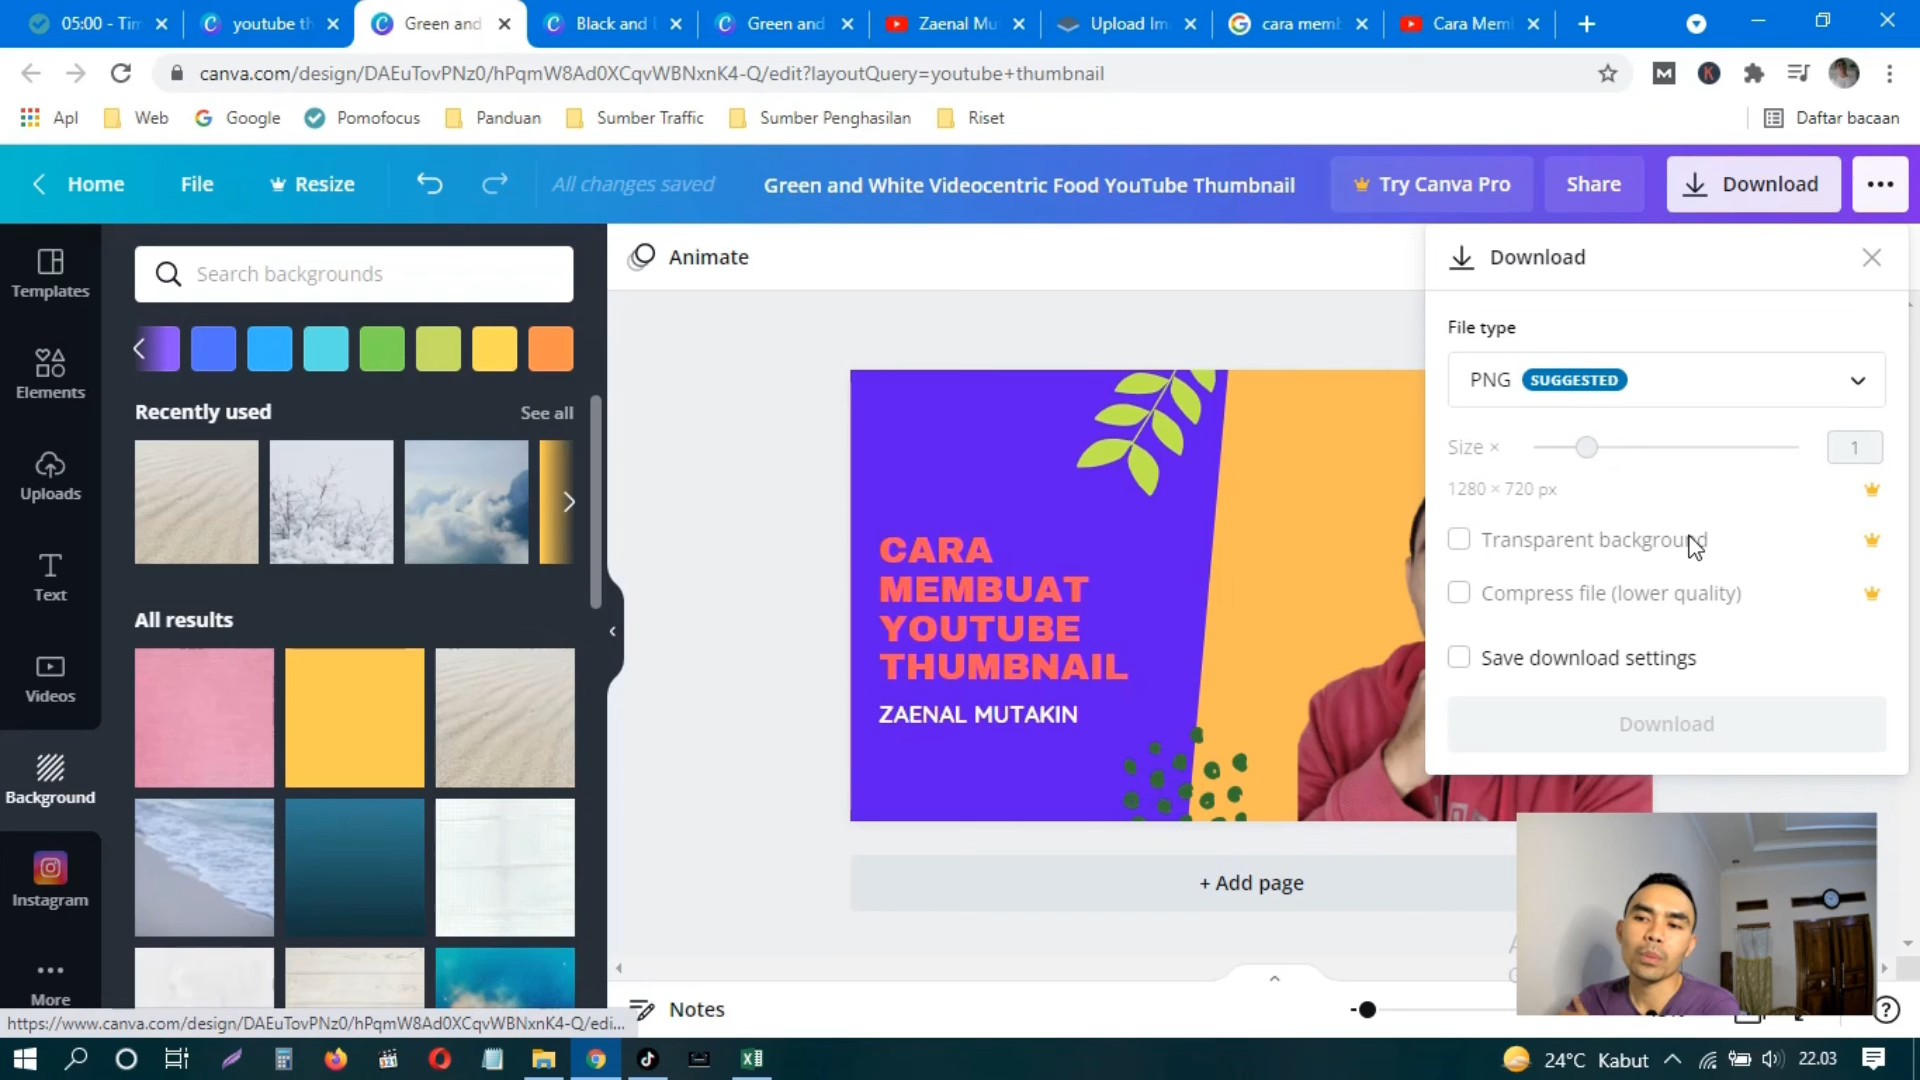 05:00 - Tim
youtube th
Green and
Black and
Green and
Zaenal Mu
Upload Im
cara memb
Cara Mem
canva.com/design/DAEuTovPNz0/hPqmW8Ad0XCqvWBNxnK4-Q/edit?layoutQuery=youtube+thumbnail
Apl
Web
Google
Pomofocus
Panduan
Sumber Traffic
Sumber Penghasilan
Riset
Daftar bacaan
Home
File
Resize
All changes saved
Green and White Videocentric Food YouTube Thumbnail
Try Canva Pro
Share
Download
Templates
Elements
Uploads
Text
Videos
Background
Instagram
More
Search backgrounds
Recently used
See all
All results
Animate
CARA
MEMBUAT
YOUTUBE
THUMBNAIL
ZAENAL MUTAKIN
+ Add page
Notes
Download
File type
PNG SUGGESTED
Size ×
1
1280 × 720 px
Transparent background
Compress file (lower quality)
Save download settings
Download
https://www.canva.com/design/DAEuTovPNz0/hPqmW8Ad0XCqvWBNxnK4-Q/edi...
24°C Kabut
22.03